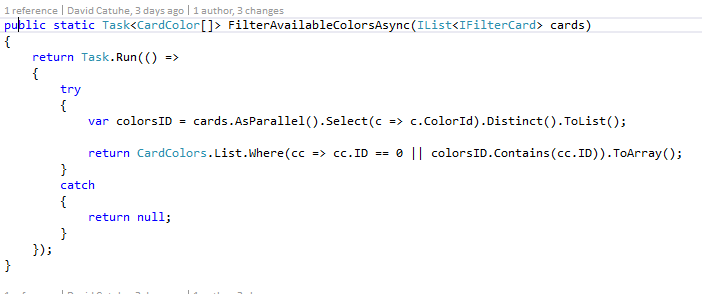 1 reference | David Catuhe, 3 days ago | 1 author, 3 changes
public static Task<CardColor[]> FilterAvailableColorsAsync(IList<IFilterCard> cards)
{
    return Task.Run(() =>
    {
        try
        {
            var colorsID = cards.AsParallel().Select(c => c.ColorId).Distinct().ToList();
            return CardColors.List.Where(cc => cc.ID == 0 || colorsID.Contains(cc.ID)).ToArray();
        }
        catch
        {
            return null;
        }
    });
}